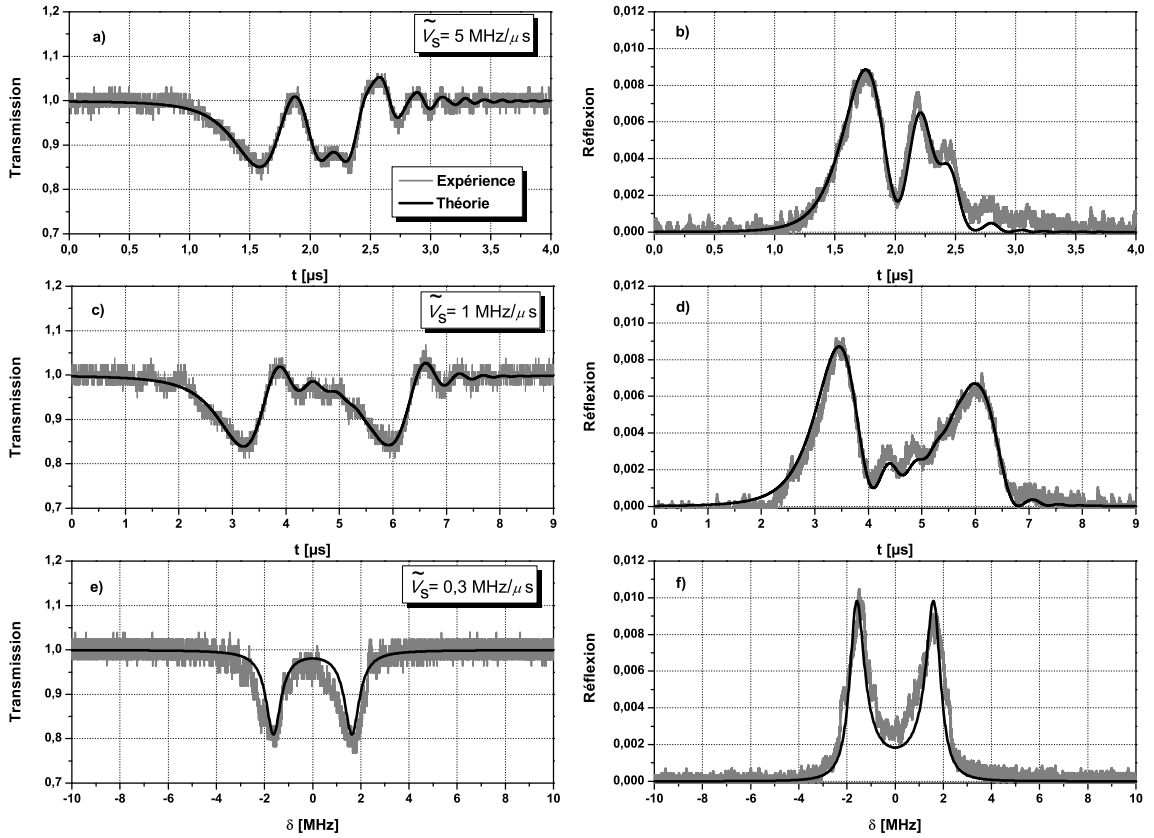 a)
Ṽs= 5 MHz/μs
Transmission
1,2
1,1
1,0
0,9
0,8
0,7
0,0 0,5 1,0 1,5 2,0 2,5 3,0 3,5 4,0
t [µs]
Expérience
Théorie
b)
Réflexion
0,012
0,010
0,008
0,006
0,004
0,002
0,000
0,0 0,5 1,0 1,5 2,0 2,5 3,0 3,5 4,0
t [µs]
c)
Ṽs= 1 MHz/μs
Transmission
1,2
1,1
1,0
0,9
0,8
0,7
0 1 2 3 4 5 6 7 8 9
t [µs]
d)
Réflexion
0,012
0,010
0,008
0,006
0,004
0,002
0,000
0 1 2 3 4 5 6 7 8 9
t [µs]
e)
Ṽs= 0,3 MHz/μs
Transmission
1,2
1,1
1,0
0,9
0,8
0,7
-10 -8 -6 -4 -2 0 2 4 6 8 10
δ [MHz]
f)
Réflexion
0,012
0,010
0,008
0,006
0,004
0,002
0,000
-10 -8 -6 -4 -2 0 2 4 6 8 10
δ [MHz]